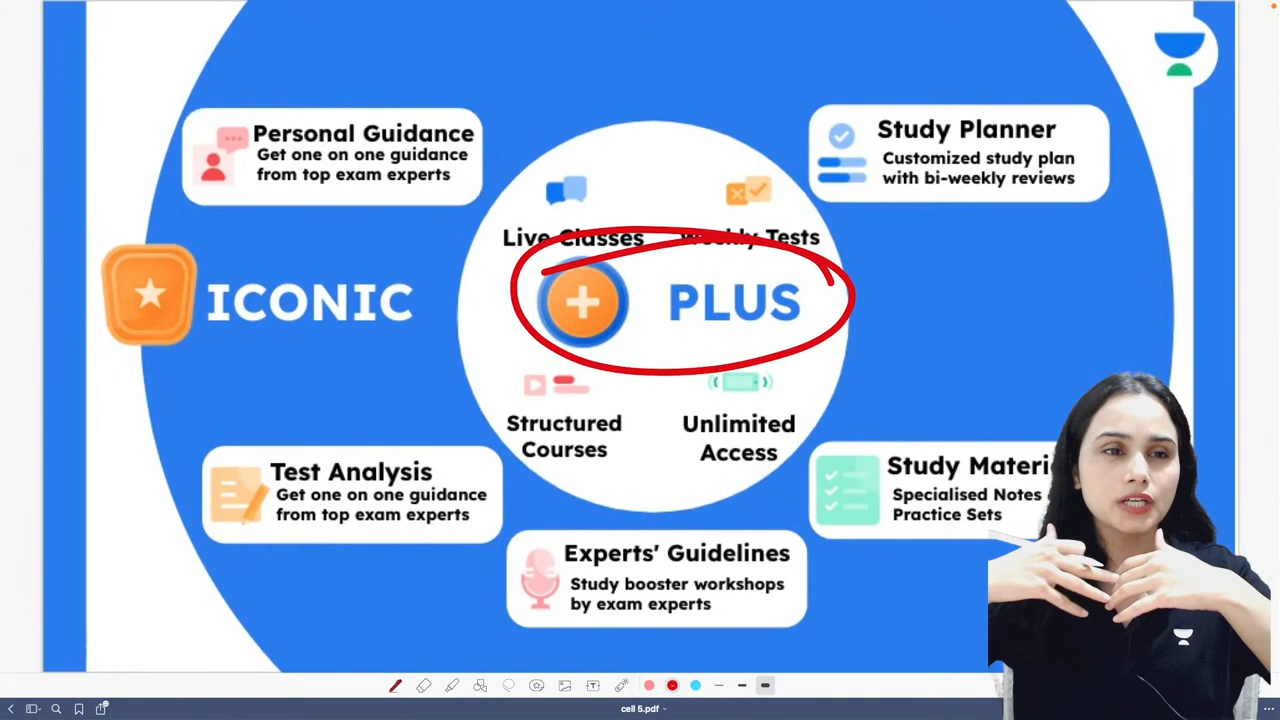 Personal Guidance
Get one on one guidance
from top exam experts
Study Planner
Customized study plan
with bi-weekly reviews
Live Classes
Weekly Tests
ICONIC
PLUS
Structured
Courses
Unlimited
Access
Test Analysis
Get one on one guidance
from top exam experts
Study Materi
Specialised Notes
Practice Sets
Experts' Guidelines
Study booster workshops
by exam experts
cell 5.pdf